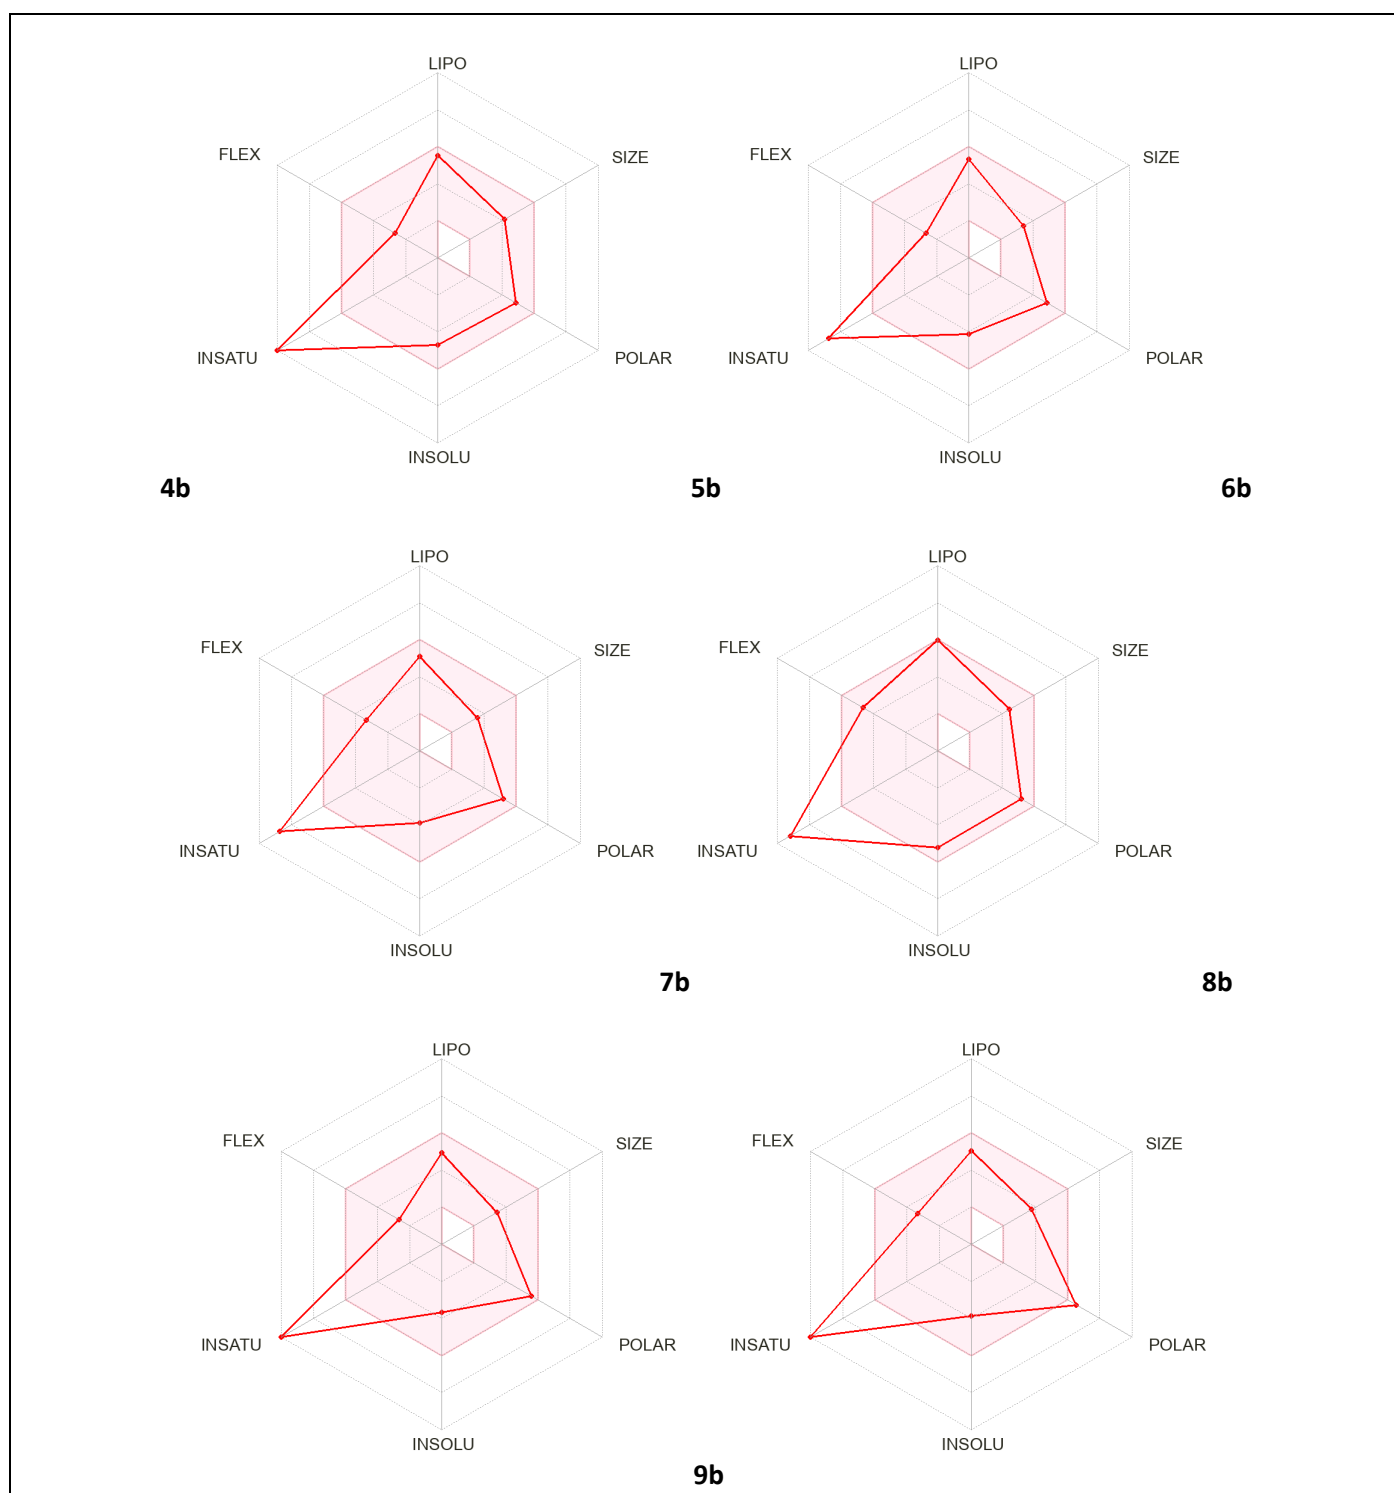 LIPO LIPO
FLEX SIZE FLEX SIZE
INSATU POLAR INSATU POLAR
INSOLU INSOLU
4b 5b 6b
LIPO LIPO
FLEX SIZE FLEX SIZE
INSATU POLAR INSATU POLAR
INSOLU INSOLU
7b 8b
LIPO LIPO
FLEX SIZE FLEX SIZE
INSATU POLAR INSATU POLAR
INSOLU INSOLU
9b